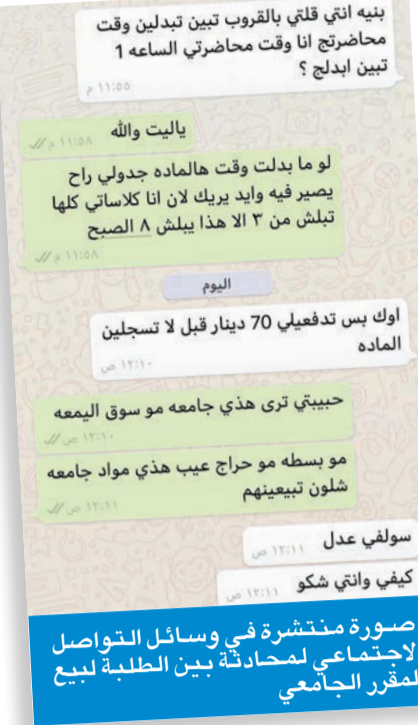 بنيه انتي قلتي بالقروب تبين تبدلين وقت
محاضرتج انا وقت محاضرتي الساعه 1
تبين ابدلج ؟
١١:٥٥ م
ياليت والله
١١:٥٨ م
لو ما بدلت وقت هالماده جدولي راح
يصير فيه وايد بريك لان انا كلاساتي كلها
تبلش من ٣ الا هذا يبلش ٨ الصبح
١١:٥٨ م
اليوم
اوك بس تدفعيلي 70 دينار قبل لا تسجلين
الماده
١٢:١٠ ص
حبيبتي ترى هذي جامعه مو سوق اليمعه
١٢:١٠ ص
مو بسطه مو حراج عيب هذي مواد جامعه
شلون تبيعينهم
١٢:١١ ص
سولفي عدل
١٢:١١ ص
كيفي وانتي شكو
١٢:١١ ص
صورة منتشرة في وسائل التواصل
لاجتماعي لمحادثة بين الطلبة لبيع
لمقرر الجامعي